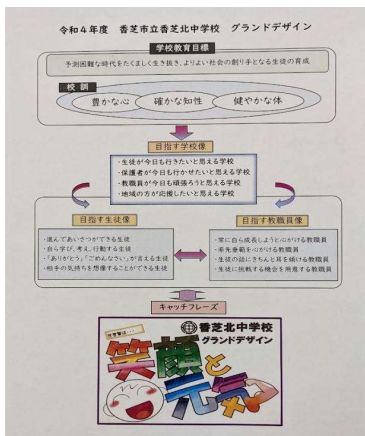 令和4年度 香芝市立香芝北中学校 グランドデザイン
学校教育目標
予測困難な時代をたくましく生き抜き、よりよい社会の創り手となる生徒の育成
校訓
豊かな心 確かな知性 健やかな体
目指す学校像
・生徒が今日も行きたいと思える学校
・保護者が今日も行かせたいと思える学校
・教職員が今日も頑張ろうと思える学校
・地域の方が応援したいと思える学校
目指す生徒像
・進んであいさつができる生徒
・自ら学び、考え、行動する生徒
・「ありがとう」「ごめんなさい」が言える生徒
・相手の気持ちを想像することができる生徒
目指す教職員像
・常に自ら成長しようと心がける教職員
・率先垂範を心がける教職員
・生徒の話にきちんと耳を傾ける教職員
・生徒に挑戦する機会を用意する教職員
キャッチフレーズ
香芝北中学校
グランドデザイン
笑顔と
元気